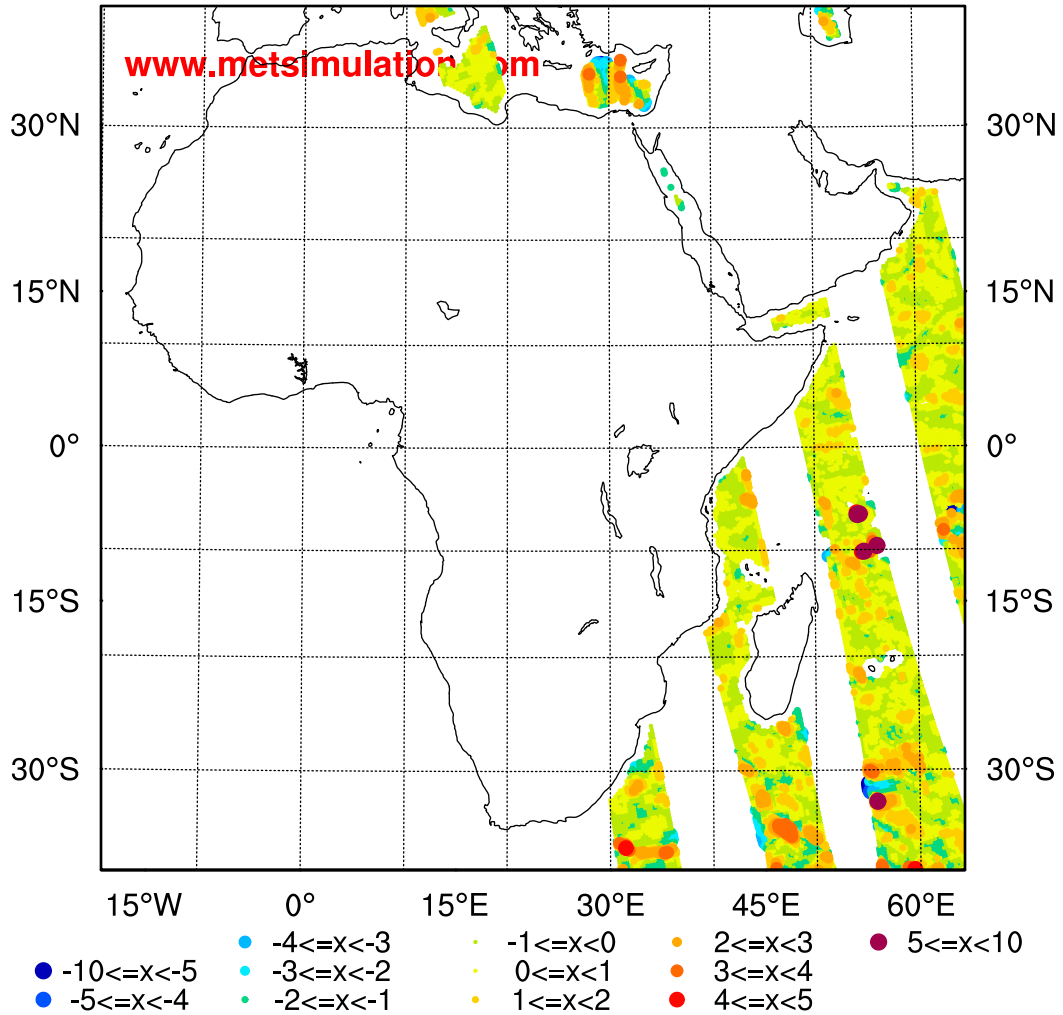 www.metsimulation.com
30°N 30°N
15°N 15°N
0° 0°
15°S 15°S
30°S 30°S
15°W 0° 15°E 30°E 45°E 60°E
-4<=x<-3 -1<=x<0 2<=x<3 5<=x<10
-10<=x<-5 -3<=x<-2 0<=x<1 3<=x<4
-5<=x<-4 -2<=x<-1 1<=x<2 4<=x<5